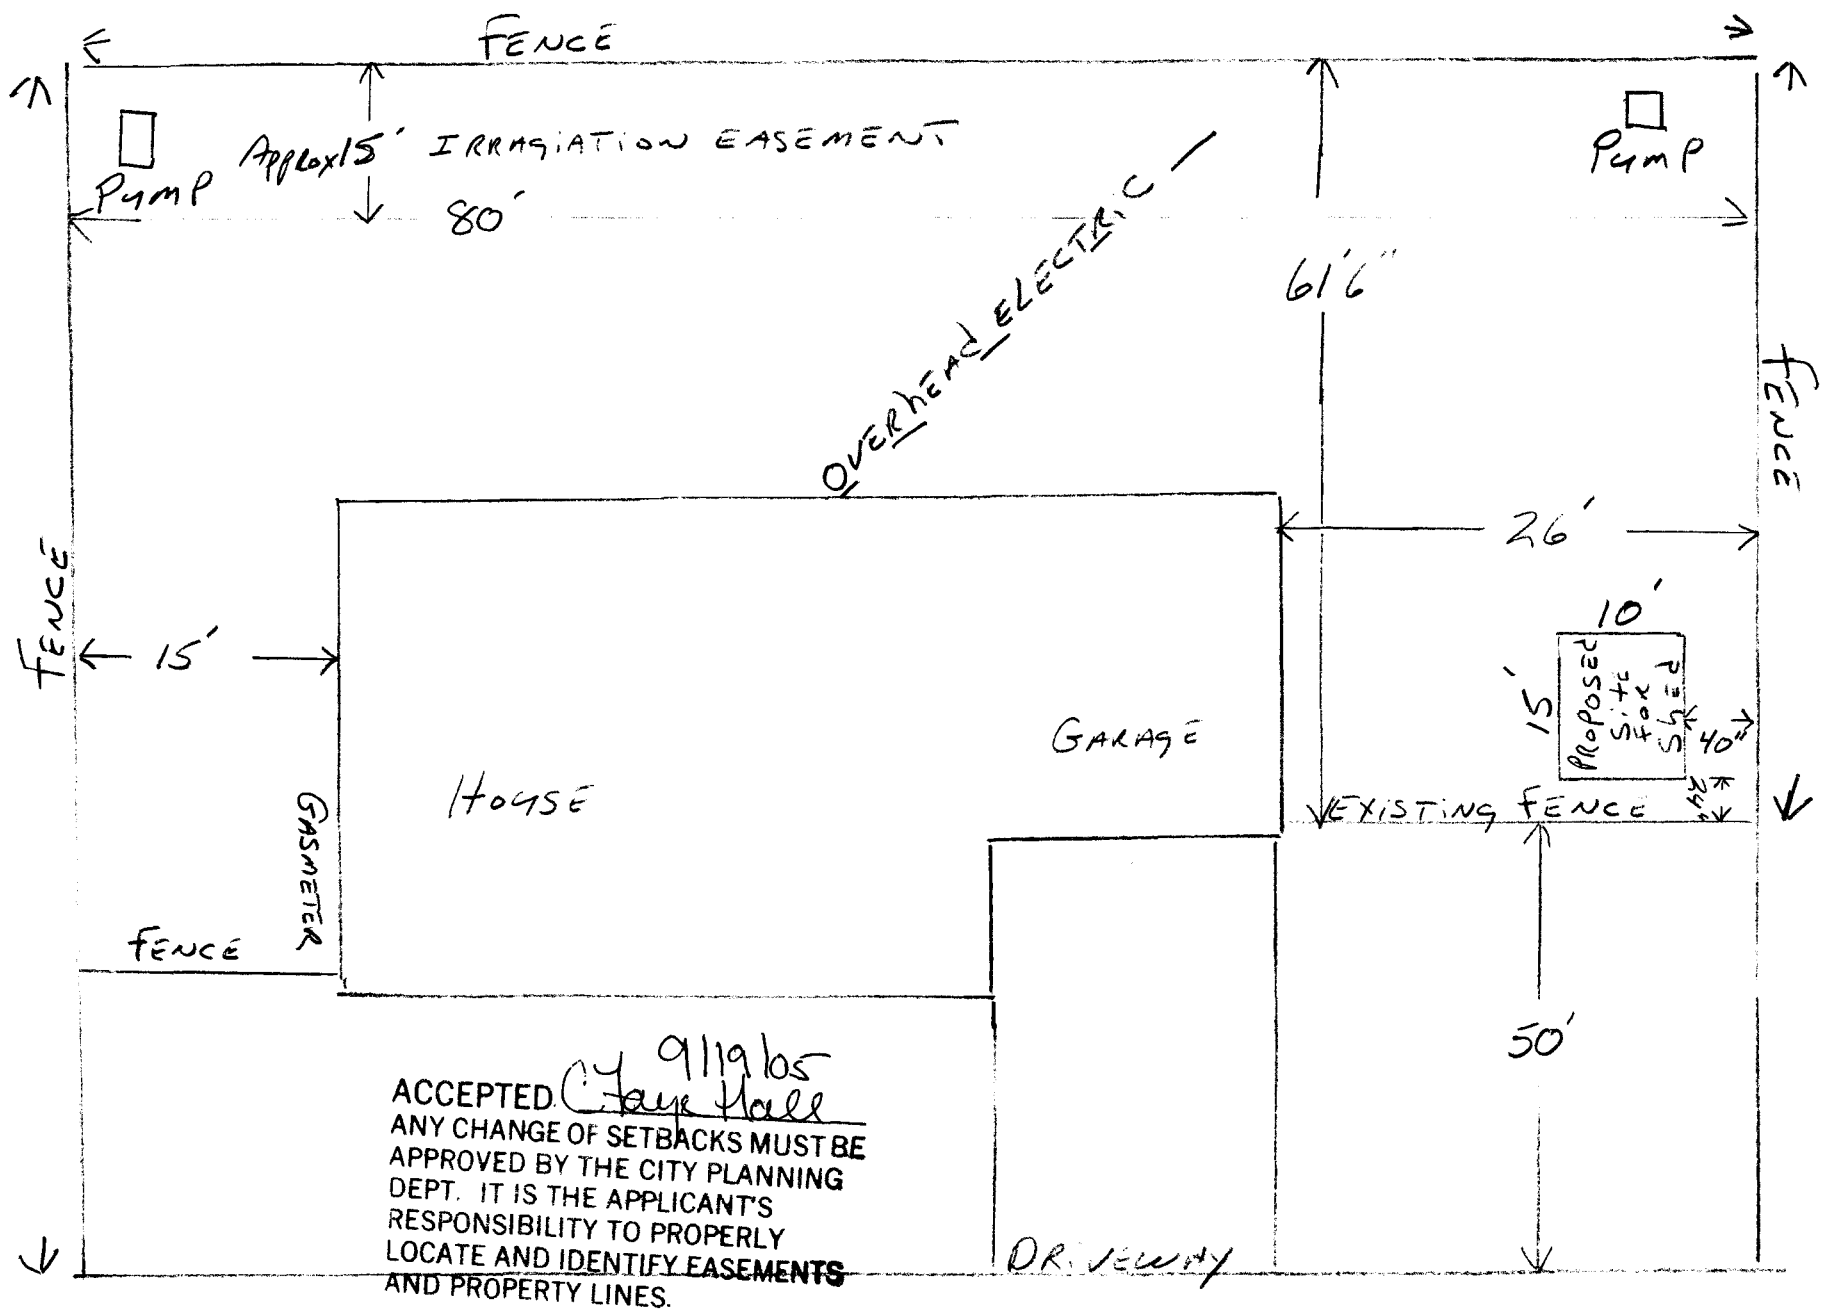 FENCE
Approx 15' IRRAGIATION EASEMENT
Pump
Pump
80'
OVERHEAD ELECTRIC
61'6"
FENCE
26'
FENCE
15'
10'
15'
PROPOSED
Site
FOR
Shed
40"
24"
GARAGE
HOUSE
GASMETER
EXISTING FENCE
FENCE
50'
9/19/05
ACCEPTED C. Faye Hall
ANY CHANGE OF SETBACKS MUST BE
APPROVED BY THE CITY PLANNING
DEPT. IT IS THE APPLICANT'S
RESPONSIBILITY TO PROPERLY
LOCATE AND IDENTIFY EASEMENTS
AND PROPERTY LINES.
DRIVEWAY